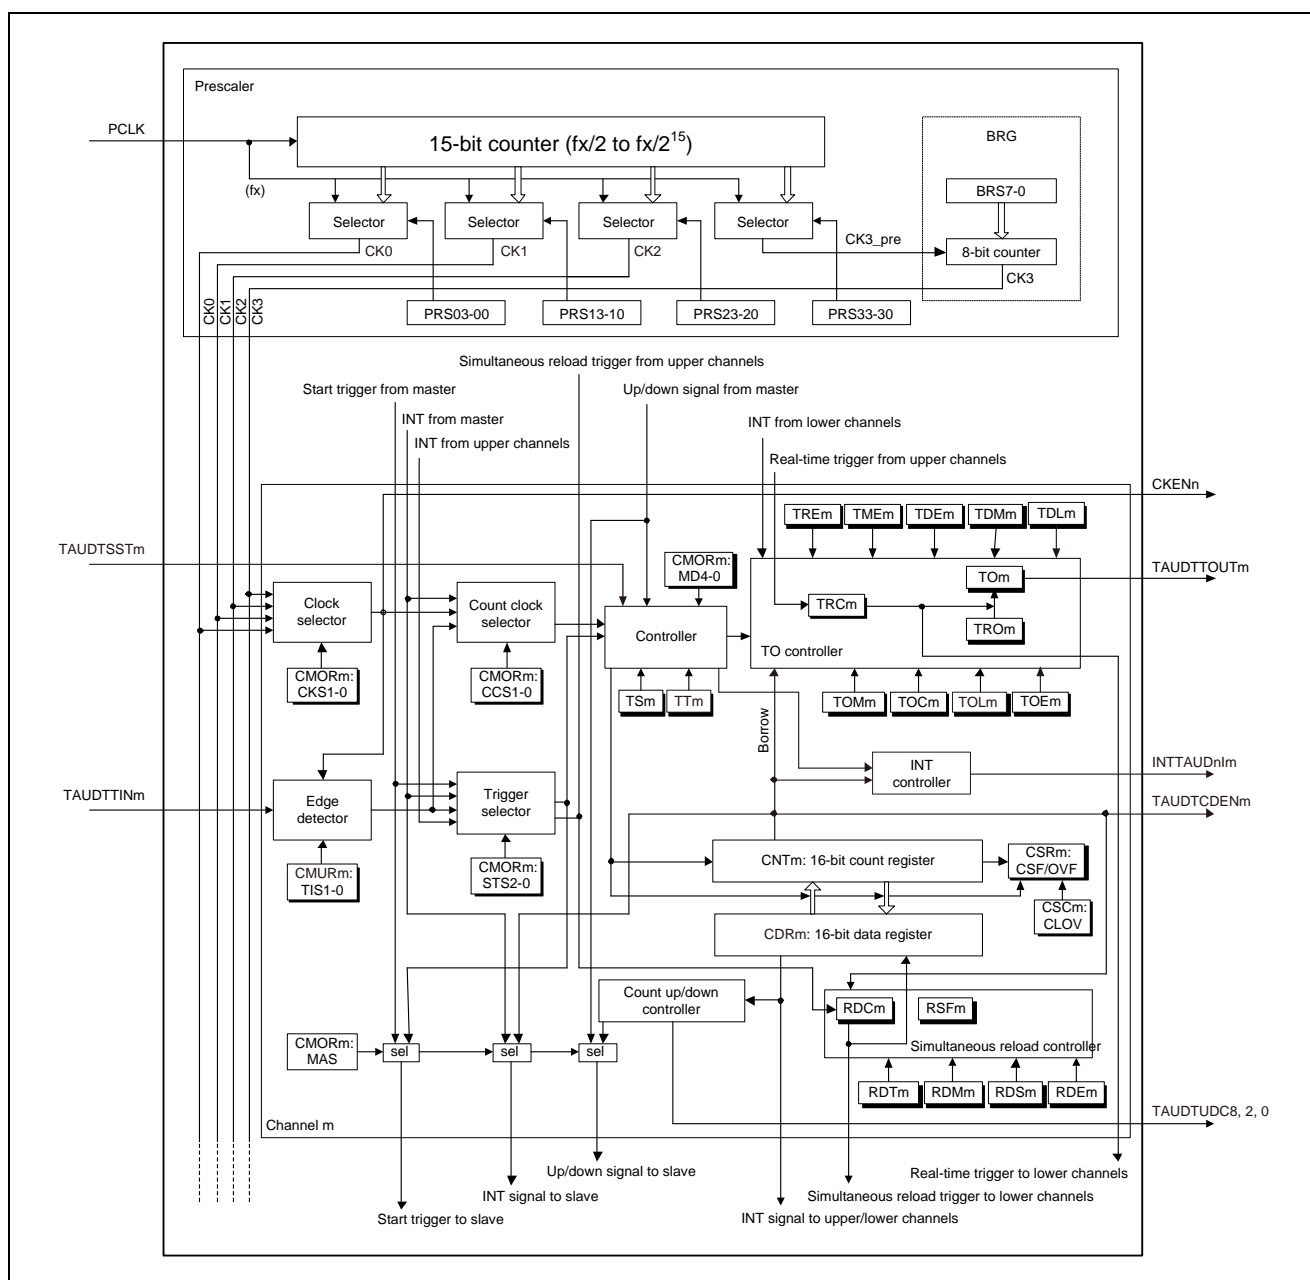 Prescaler
PCLK
15-bit counter (fx/2 to fx/2¹⁵)
BRG
(fx)
BRS7-0
Selector
Selector
Selector
Selector
CK0
CK1
CK2
CK3_pre
8-bit counter
CK3
CK0
CK1
CK2
CK3
PRS03-00
PRS13-10
PRS23-20
PRS33-30
Simultaneous reload trigger from upper channels
Start trigger from master
Up/down signal from master
INT from master
INT from lower channels
INT from upper channels
Real-time trigger from upper channels
CKENn
TREm
TMEm
TDEm
TDMm
TDLm
TAUDTSSTm
CMORm:
MD4-0
TAUDTTOUTm
Clock
selector
Count clock
selector
Controller
TOm
TRCm
TROm
TO controller
CMORm:
CKS1-0
CMORm:
CCS1-0
TSm
TTm
TOMm
TOCm
TOLm
TOEm
Borrow
INT
controller
INTTAUDnIm
TAUDTTINm
Edge
detector
Trigger
selector
TAUDTCDENm
CMURm:
TIS1-0
CMORm:
STS2-0
CNTm: 16-bit count register
CSRm:
CSF/OVF
CSCm:
CLOV
CDRm: 16-bit data register
Count up/down
controller
RDCm
RSFm
Simultaneous reload controller
CMORm:
MAS
sel
sel
sel
RDTm
RDMm
RDSm
RDEm
TAUDTUDC8, 2, 0
Channel m
Up/down signal to slave
Real-time trigger to lower channels
INT signal to slave
Simultaneous reload trigger to lower channels
Start trigger to slave
INT signal to upper/lower channels